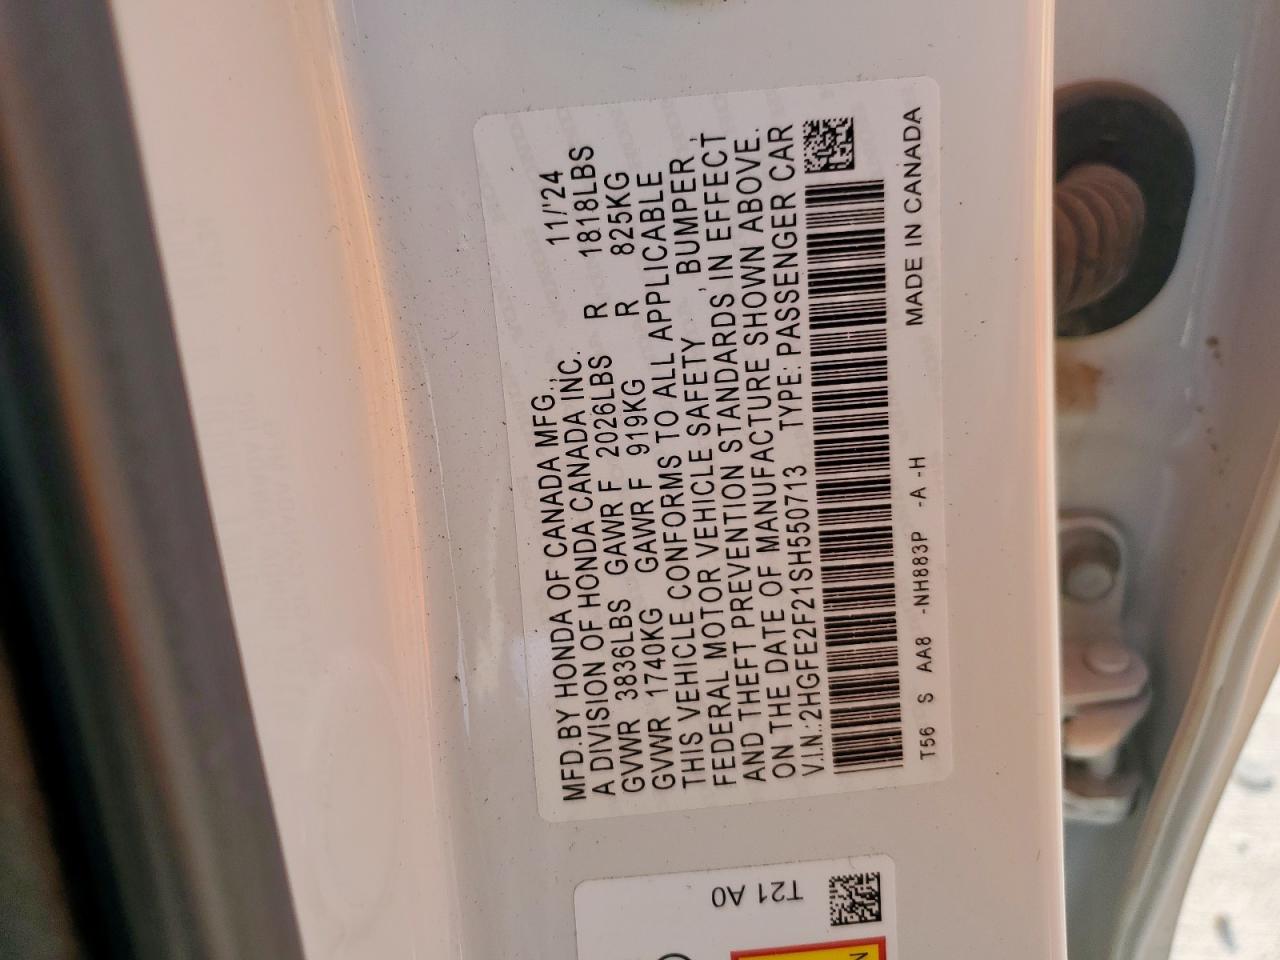 MFD.BY HONDA OF CANADA MFG., 11/'24
A DIVISION OF HONDA CANADA INC.
GVWR 3836LBS GAWR F 2026LBS R 1818LBS
GVWR 1740KG GAWR F 919KG R 825KG
THIS VEHICLE CONFORMS TO ALL APPLICABLE
FEDERAL MOTOR VEHICLE SAFETY , BUMPER ,
AND THEFT PREVENTION STANDARDS IN EFFECT
ON THE DATE OF MANUFACTURE SHOWN ABOVE.
V.I.N.:2HGFE2F21SH550713 TYPE: PASSENGER CAR
T56 S AA8 -NH883P -A -H MADE IN CANADA
T21 A0